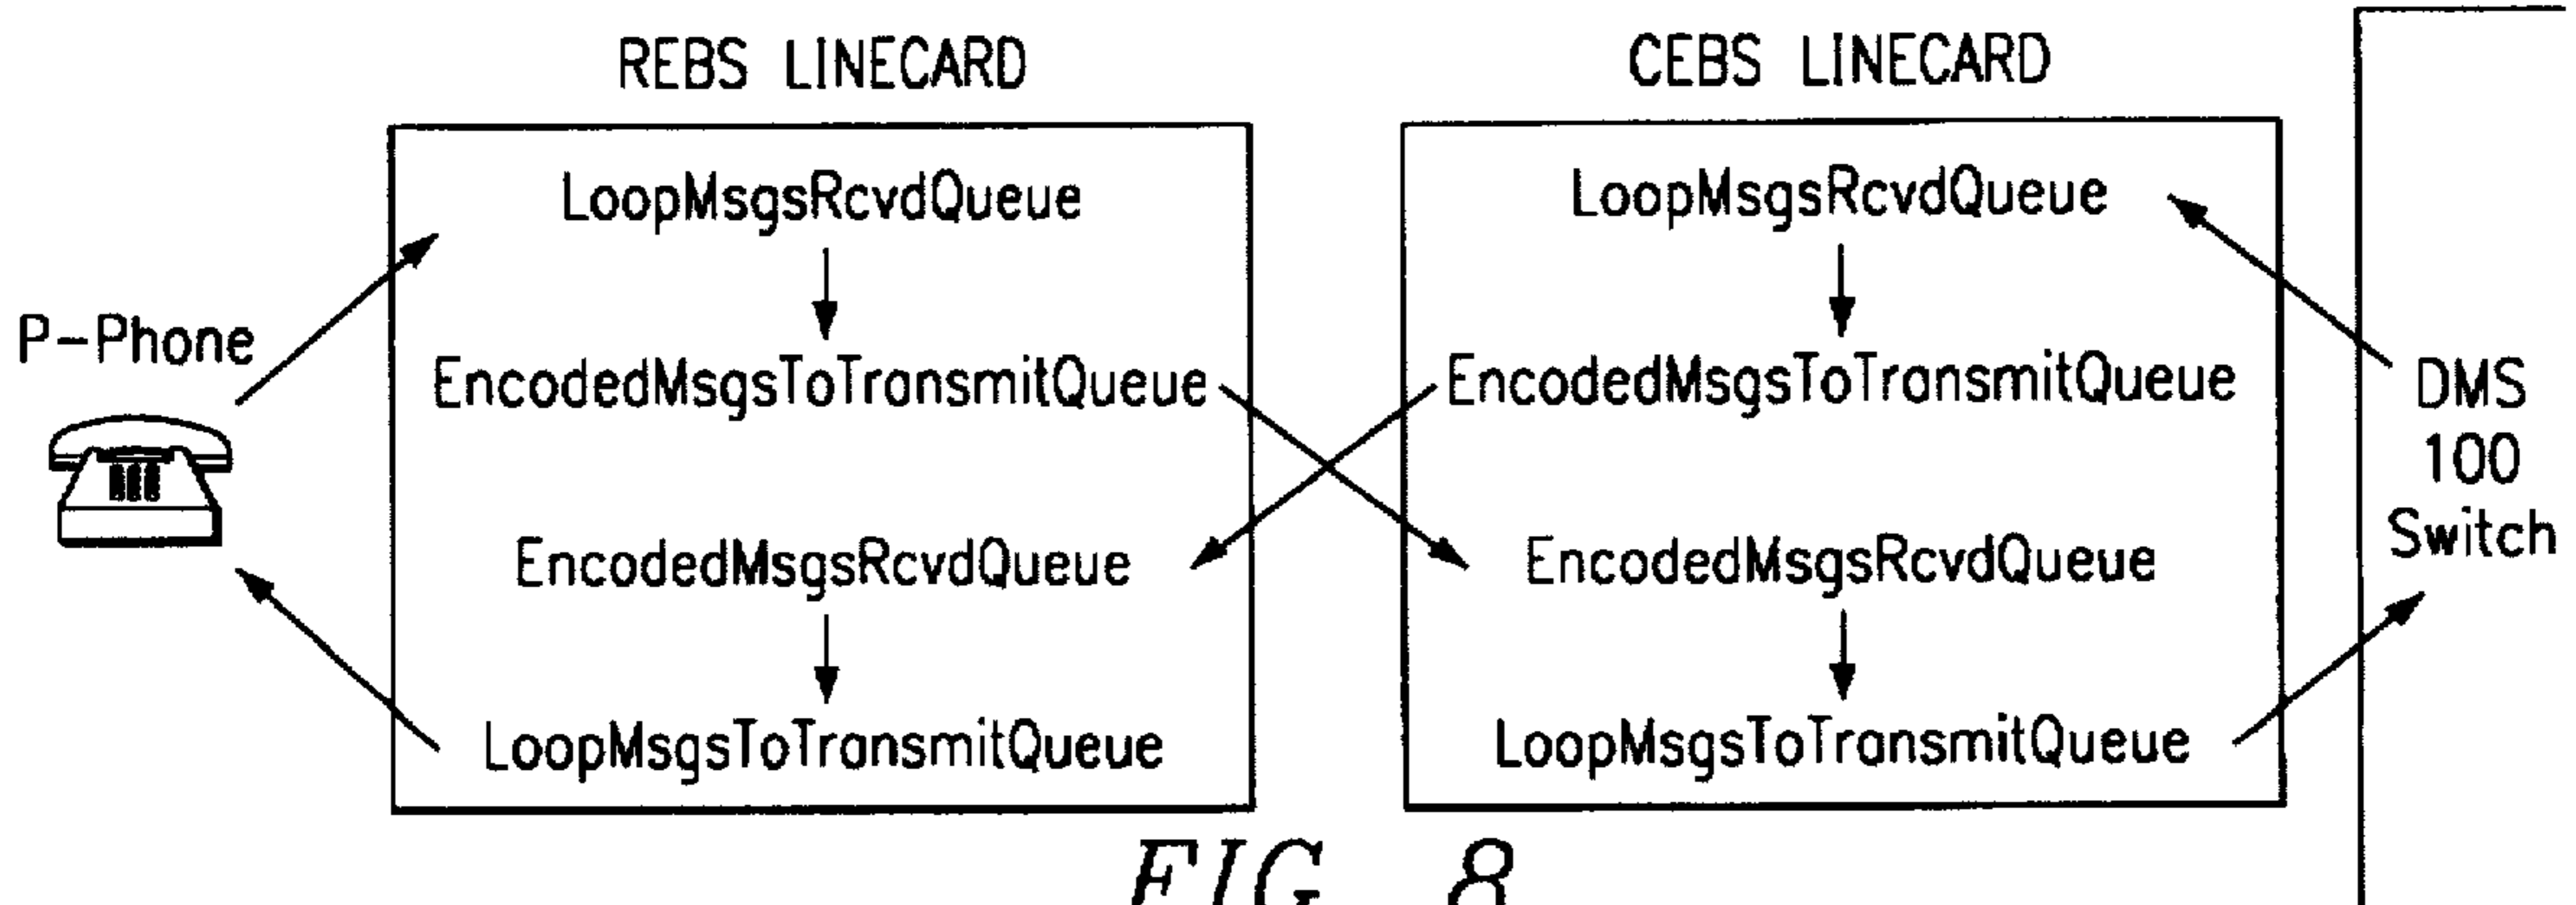 REBS LINECARD
CEBS LINECARD
LoopMsgsRcvdQueue
LoopMsgsRcvdQueue
P-Phone
EncodedMsgsToTransmitQueue
EncodedMsgsToTransmitQueue
DMS
100
Switch
EncodedMsgsRcvdQueue
EncodedMsgsRcvdQueue
LoopMsgsToTransmitQueue
LoopMsgsToTransmitQueue
FIG. 8